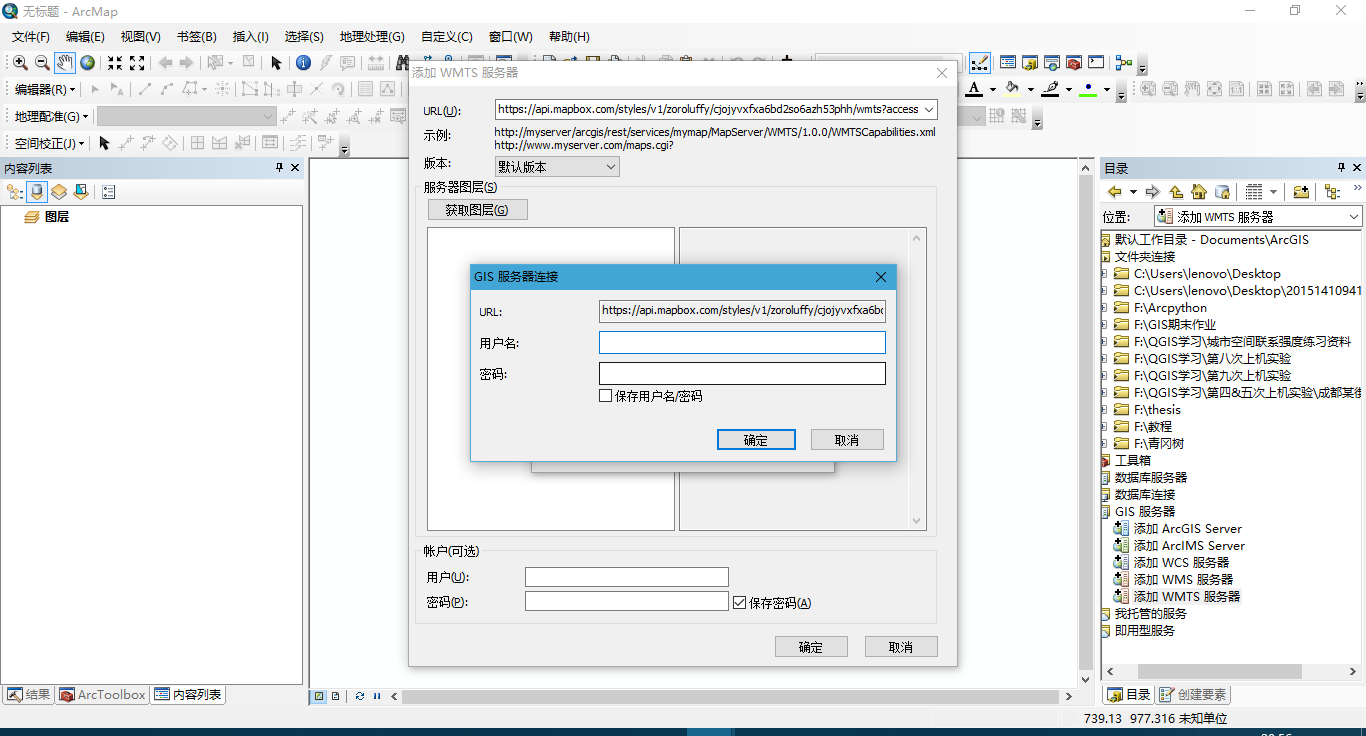 无标题 - ArcMap
文件(F) 编辑(E) 视图(V) 书签(B) 插入(I) 选择(S) 地理处理(G) 自定义(C) 窗口(W) 帮助(H)
编辑器(R)
地理配准(G)
空间校正(J)
内容列表
图层
结果 ArcToolbox 内容列表
添加 WMTS 服务器
URL(U): https://api.mapbox.com/styles/v1/zoroluffy/cjojyvxfxa6bd2so6azh53phh/wmts?access
示例: http://myserver/arcgis/rest/services/mymap/MapServer/WMTS/1.0.0/WMTSCapabilities.xml
http://www.myserver.com/maps.cgi?
版本: 默认版本
服务器图层(S)
获取图层(G)
GIS 服务器连接
URL: https://api.mapbox.com/styles/v1/zoroluffy/cjojyvxfxa6b
用户名:
密码:
保存用户名/密码
确定 取消
帐户(可选)
用户(U):
密码(P): 保存密码(A)
确定 取消
目录
位置: 添加 WMTS 服务器
默认工作目录 - Documents\ArcGIS
文件夹连接
C:\Users\lenovo\Desktop
C:\Users\lenovo\Desktop\20151410941
F:\Arcpython
F:\GIS期末作业
F:\QGIS学习\城市空间联系强度练习资料
F:\QGIS学习\第八次上机实验
F:\QGIS学习\第九次上机实验
F:\QGIS学习\第四&五次上机实验\成都某街
F:\thesis
F:\教程
F:\青冈树
工具箱
数据库服务器
数据库连接
GIS 服务器
添加 ArcGIS Server
添加 ArcIMS Server
添加 WCS 服务器
添加 WMS 服务器
添加 WMTS 服务器
我托管的服务
即用型服务
目录 创建要素
739.13 977.316 未知单位